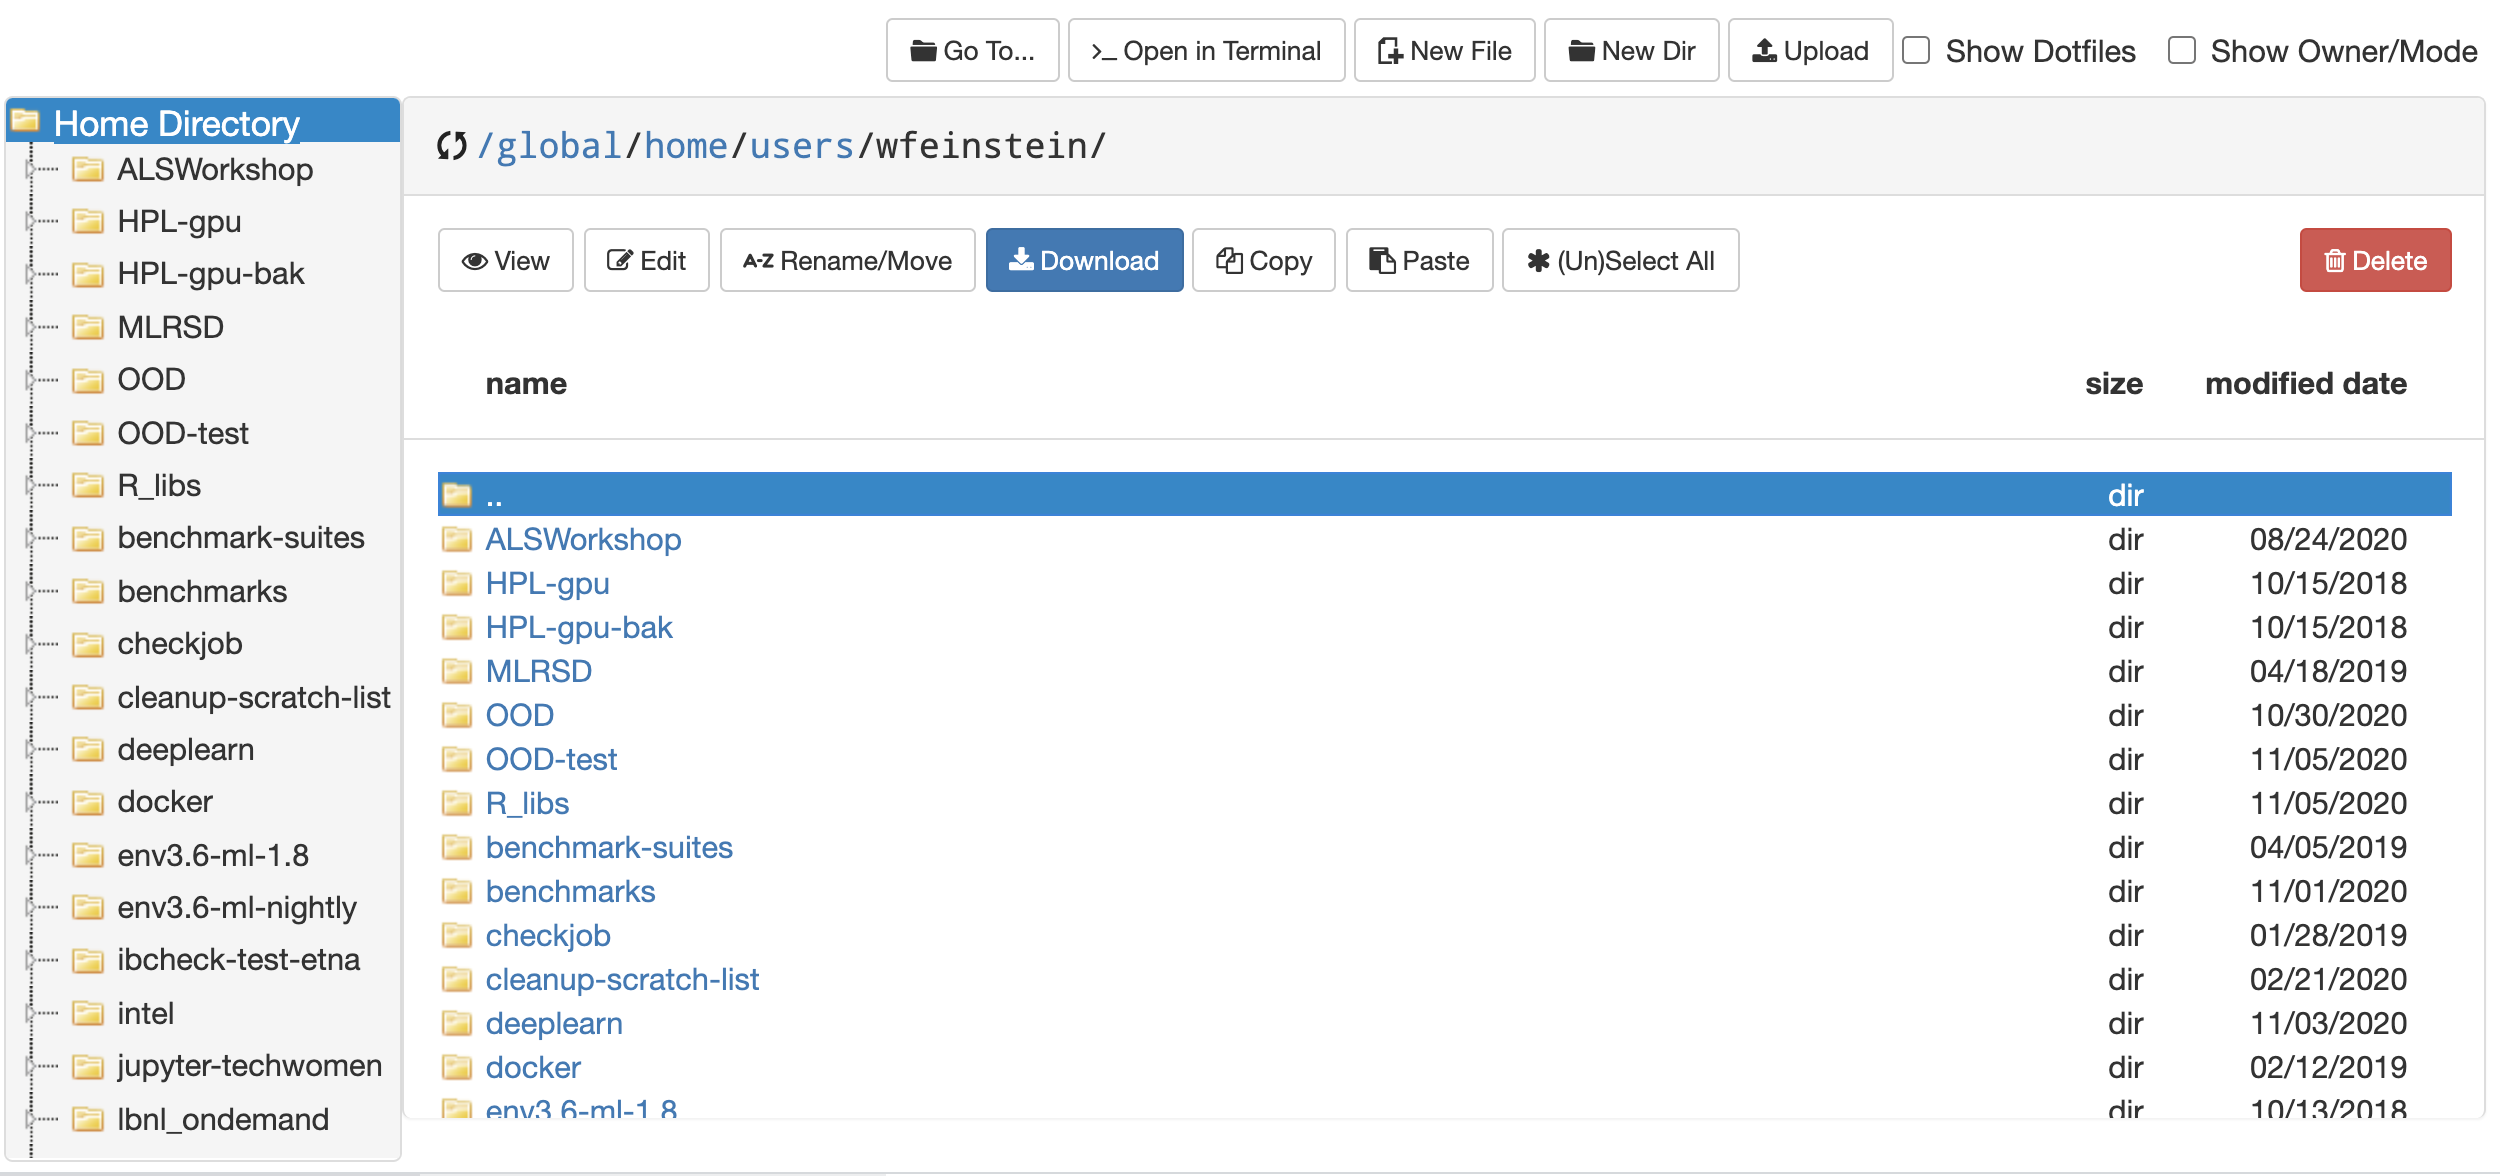 Go To... >_ Open in Terminal New File New Dir Upload Show Dotfiles Show Owner/Mode
Home Directory
ALSWorkshop
HPL-gpu
HPL-gpu-bak
MLRSD
OOD
OOD-test
R_libs
benchmark-suites
benchmarks
checkjob
cleanup-scratch-list
deeplearn
docker
env3.6-ml-1.8
env3.6-ml-nightly
ibcheck-test-etna
intel
jupyter-techwomen
lbnl_ondemand
/global/home/users/wfeinstein/
View Edit A-Z Rename/Move Download Copy Paste (Un)Select All Delete
name size modified date
.. dir
ALSWorkshop dir 08/24/2020
HPL-gpu dir 10/15/2018
HPL-gpu-bak dir 10/15/2018
MLRSD dir 04/18/2019
OOD dir 10/30/2020
OOD-test dir 11/05/2020
R_libs dir 11/05/2020
benchmark-suites dir 04/05/2019
benchmarks dir 11/01/2020
checkjob dir 01/28/2019
cleanup-scratch-list dir 02/21/2020
deeplearn dir 11/03/2020
docker dir 02/12/2019
env3.6-ml-1.8 dir 10/13/2018